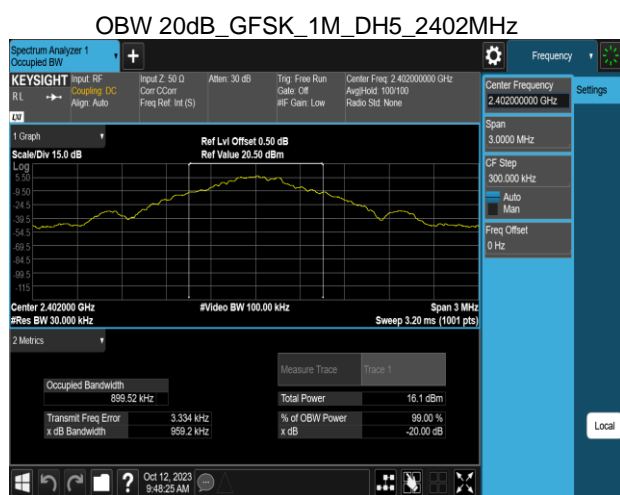 OBW 20dB_GFSK_1M_DH5_2402MHz
Spectrum Analyzer 1
Occupied BW
Frequency
KEYSIGHT Input: RF Input Z: 50 Ω Atten: 30 dB Trig: Free Run Center Freq: 2.402000000 GHz
RL Coupling: DC Corr CCorr Gate: Off Avg|Hold: 100/100
Align: Auto Freq Ref: Int (S) #IF Gain: Low Radio Std: None
LXI
Center Frequency
2.402000000 GHz
Settings
Span
3.0000 MHz
CF Step
300.000 kHz
Auto
Man
Freq Offset
0 Hz
1 Graph
Ref Lvl Offset 0.50 dB
Scale/Div 15.0 dB Ref Value 20.50 dBm
Log
5.50
-9.50
-24.5
-39.5
-54.5
-69.5
-84.5
-99.5
-115
Center 2.402000 GHz #Video BW 100.00 kHz Span 3 MHz
#Res BW 30.000 kHz Sweep 3.20 ms (1001 pts)
2 Metrics
Measure Trace Trace 1
Occupied Bandwidth
899.52 kHz
Total Power 16.1 dBm
Transmit Freq Error 3.334 kHz % of OBW Power 99.00 %
x dB Bandwidth 959.2 kHz x dB -20.00 dB
Local
? Oct 12, 2023
9:48:25 AM